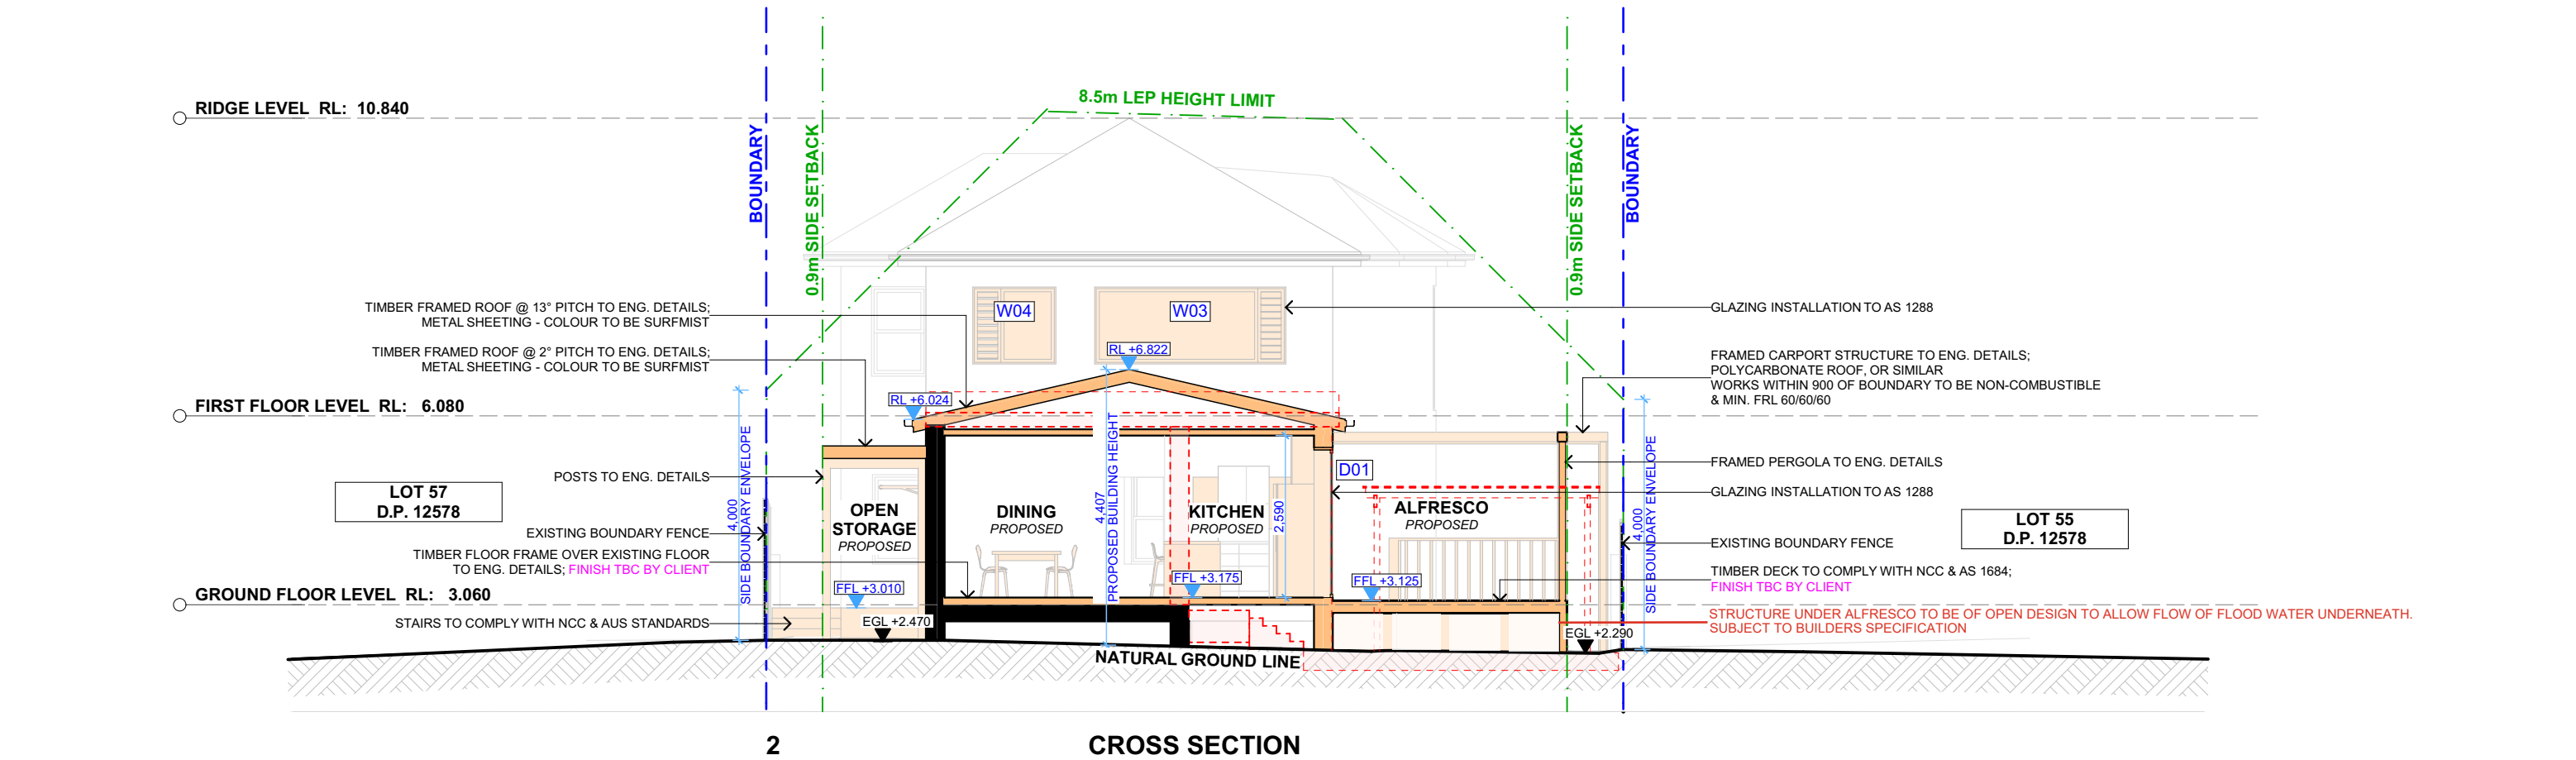 8.5m LEP HEIGHT LIMIT
RIDGE LEVEL RL: 10.840
BOUNDARY
0.9m SIDE SETBACK
0.9m SIDE SETBACK
BOUNDARY
TIMBER FRAMED ROOF @ 13° PITCH TO ENG. DETAILS;
METAL SHEETING - COLOUR TO BE SURFMIST
W04
W03
GLAZING INSTALLATION TO AS 1288
TIMBER FRAMED ROOF @ 2° PITCH TO ENG. DETAILS;
METAL SHEETING - COLOUR TO BE SURFMIST
RL +6.822
FRAMED CARPORT STRUCTURE TO ENG. DETAILS;
POLYCARBONATE ROOF, OR SIMILAR
WORKS WITHIN 900 OF BOUNDARY TO BE NON-COMBUSTIBLE
& MIN. FRL 60/60/60
FIRST FLOOR LEVEL RL: 6.080
RL +6.024
4,000
SIDE BOUNDARY ENVELOPE
4,407
PROPOSED BUILDING HEIGHT
2,590
4,000
SIDE BOUNDARY ENVELOPE
POSTS TO ENG. DETAILS
D01
FRAMED PERGOLA TO ENG. DETAILS
GLAZING INSTALLATION TO AS 1288
LOT 57
D.P. 12578
OPEN
STORAGE
PROPOSED
DINING
PROPOSED
KITCHEN
PROPOSED
ALFRESCO
PROPOSED
LOT 55
D.P. 12578
EXISTING BOUNDARY FENCE
EXISTING BOUNDARY FENCE
TIMBER FLOOR FRAME OVER EXISTING FLOOR
TO ENG. DETAILS; FINISH TBC BY CLIENT
TIMBER DECK TO COMPLY WITH NCC & AS 1684;
FINISH TBC BY CLIENT
FFL +3.010
FFL +3.175
FFL +3.125
GROUND FLOOR LEVEL RL: 3.060
STAIRS TO COMPLY WITH NCC & AUS STANDARDS
EGL +2.470
EGL +2.290
STRUCTURE UNDER ALFRESCO TO BE OF OPEN DESIGN TO ALLOW FLOW OF FLOOD WATER UNDERNEATH.
SUBJECT TO BUILDERS SPECIFICATION
NATURAL GROUND LINE
2 CROSS SECTION